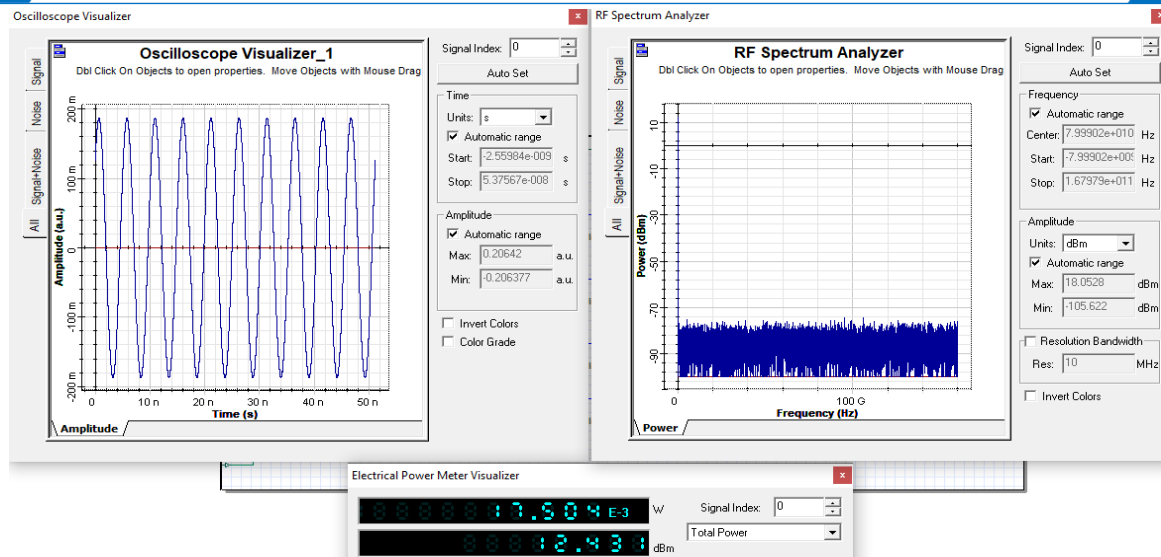 Oscilloscope Visualizer
x
Oscilloscope Visualizer_1
Dbl Click On Objects to open properties. Move Objects with Mouse Drag
Signal
Noise
Signal+Noise
All
Amplitude (a.u.)
200 m
100 m
0
-100 m
-200 m
0 10 n 20 n 30 n 40 n 50 n
Time (s)
Amplitude
Signal Index: 0
Auto Set
Time
Units: s
Automatic range
Start: -2.55984e-009 s
Stop: 5.37567e-008 s
Amplitude
Automatic range
Max: 0.20642 a.u.
Min: -0.206377 a.u.
Invert Colors
Color Grade
RF Spectrum Analyzer
x
RF Spectrum Analyzer
Dbl Click On Objects to open properties. Move Objects with Mouse Drag
Signal
Noise
Signal+Noise
All
Power (dBm)
10
-10
-30
-50
-70
-90
0 100 G
Frequency (Hz)
Power
Signal Index: 0
Auto Set
Frequency
Automatic range
Center: 7.99902e+010 Hz
Start: -7.99902e+009 Hz
Stop: 1.67979e+011 Hz
Amplitude
Units: dBm
Automatic range
Max: 18.0528 dBm
Min: -105.622 dBm
Resolution Bandwidth
Res: 10 MHz
Invert Colors
Electrical Power Meter Visualizer
x
17.504 E-3 W
12.431 dBm
Signal Index: 0
Total Power